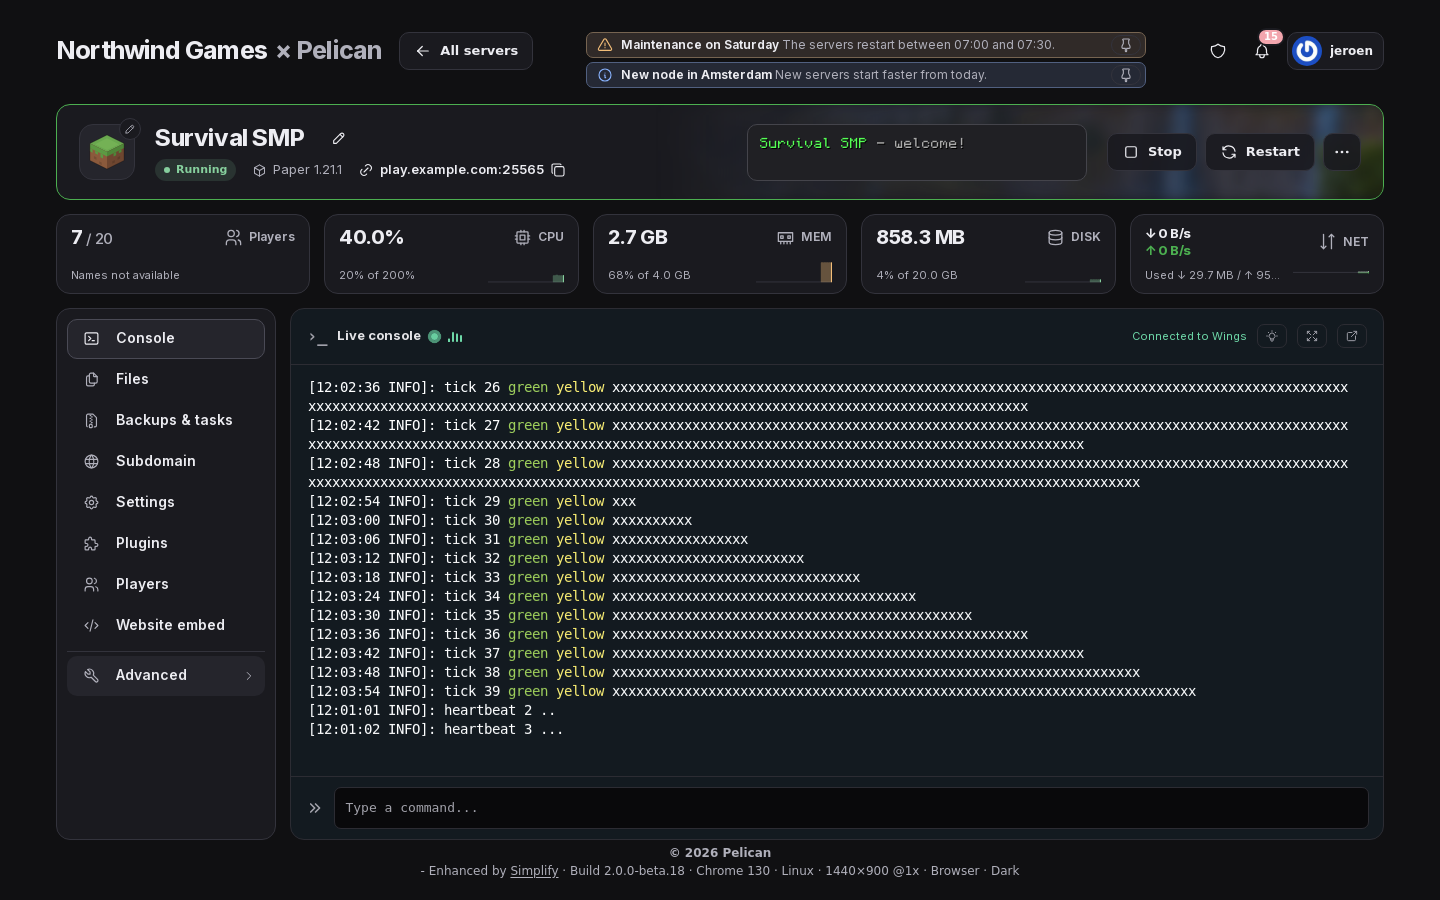 Northwind Games × Pelican
All servers
Maintenance on Saturday The servers restart between 07:00 and 07:30.
New node in Amsterdam New servers start faster from today.
15
jeroen
Survival SMP
Running
Paper 1.21.1
play.example.com:25565
Survival SMP - welcome!
Stop
Restart
7 / 20
Players
Names not available
40.0%
CPU
20% of 200%
2.7 GB
MEM
68% of 4.0 GB
858.3 MB
DISK
4% of 20.0 GB
↓ 0 B/s
↑ 0 B/s
NET
Used ↓ 29.7 MB / ↑ 95...
Console
Files
Backups & tasks
Subdomain
Settings
Plugins
Players
Website embed
Advanced
Live console
Connected to Wings
[12:02:36 INFO]: tick 26 green yellow xxxxxxxxxxxxxxxxxxxxxxxxxxxxxxxxxxxxxxxxxxxxxxxxxxxxxxxxxxxxxxxxxxxxxxxxxxxxxxxxxxxxxxxxxxxx
xxxxxxxxxxxxxxxxxxxxxxxxxxxxxxxxxxxxxxxxxxxxxxxxxxxxxxxxxxxxxxxxxxxxxxxxxxxxxxxxxxxxxxxxxx
[12:02:42 INFO]: tick 27 green yellow xxxxxxxxxxxxxxxxxxxxxxxxxxxxxxxxxxxxxxxxxxxxxxxxxxxxxxxxxxxxxxxxxxxxxxxxxxxxxxxxxxxxxxxxxxxx
xxxxxxxxxxxxxxxxxxxxxxxxxxxxxxxxxxxxxxxxxxxxxxxxxxxxxxxxxxxxxxxxxxxxxxxxxxxxxxxxxxxxxxxxxxxxxxxxx
[12:02:48 INFO]: tick 28 green yellow xxxxxxxxxxxxxxxxxxxxxxxxxxxxxxxxxxxxxxxxxxxxxxxxxxxxxxxxxxxxxxxxxxxxxxxxxxxxxxxxxxxxxxxxxxxx
xxxxxxxxxxxxxxxxxxxxxxxxxxxxxxxxxxxxxxxxxxxxxxxxxxxxxxxxxxxxxxxxxxxxxxxxxxxxxxxxxxxxxxxxxxxxxxxxxxxxxxxx
[12:02:54 INFO]: tick 29 green yellow xxx
[12:03:00 INFO]: tick 30 green yellow xxxxxxxxxx
[12:03:06 INFO]: tick 31 green yellow xxxxxxxxxxxxxxxxx
[12:03:12 INFO]: tick 32 green yellow xxxxxxxxxxxxxxxxxxxxxxxx
[12:03:18 INFO]: tick 33 green yellow xxxxxxxxxxxxxxxxxxxxxxxxxxxxxxx
[12:03:24 INFO]: tick 34 green yellow xxxxxxxxxxxxxxxxxxxxxxxxxxxxxxxxxxxxxx
[12:03:30 INFO]: tick 35 green yellow xxxxxxxxxxxxxxxxxxxxxxxxxxxxxxxxxxxxxxxxxxxxx
[12:03:36 INFO]: tick 36 green yellow xxxxxxxxxxxxxxxxxxxxxxxxxxxxxxxxxxxxxxxxxxxxxxxxxxxx
[12:03:42 INFO]: tick 37 green yellow xxxxxxxxxxxxxxxxxxxxxxxxxxxxxxxxxxxxxxxxxxxxxxxxxxxxxxxxxxx
[12:03:48 INFO]: tick 38 green yellow xxxxxxxxxxxxxxxxxxxxxxxxxxxxxxxxxxxxxxxxxxxxxxxxxxxxxxxxxxxxxxxxxx
[12:03:54 INFO]: tick 39 green yellow xxxxxxxxxxxxxxxxxxxxxxxxxxxxxxxxxxxxxxxxxxxxxxxxxxxxxxxxxxxxxxxxxxxxxxxxx
[12:01:01 INFO]: heartbeat 2 ..
[12:01:02 INFO]: heartbeat 3 ...
Type a command...
© 2026 Pelican
- Enhanced by Simplify · Build 2.0.0-beta.18 · Chrome 130 · Linux · 1440×900 @1x · Browser · Dark